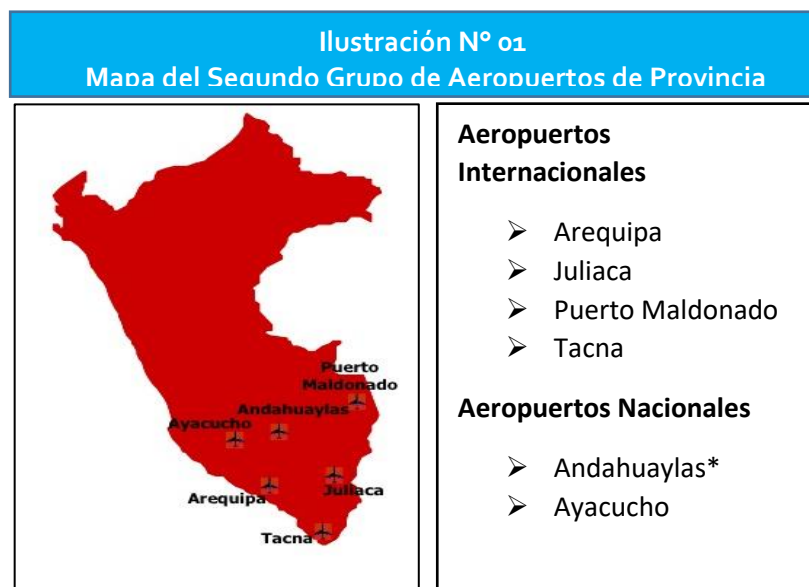 Ilustración N° 01
Mapa del Segundo Grupo de Aeropuertos de Provincia
Puerto
Maldonado
Andahuaylas
Ayacucho
Juliaca
Arequipa
Tacna
Aeropuertos
Internacionales
Arequipa
Juliaca
Puerto Maldonado
Tacna
Aeropuertos Nacionales
Andahuaylas*
Ayacucho